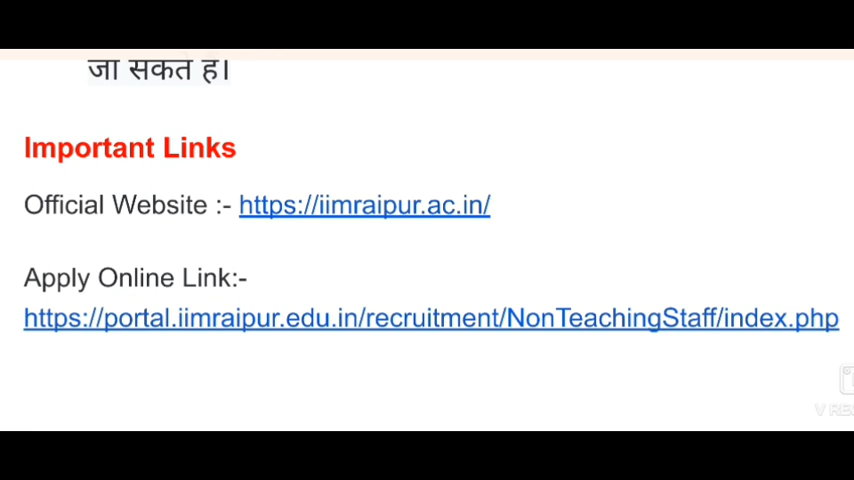 जा सकते हैं।
Important Links
Official Website :- https://iimraipur.ac.in/
Apply Online Link:-
https://portal.iimraipur.edu.in/recruitment/NonTeachingStaff/index.php